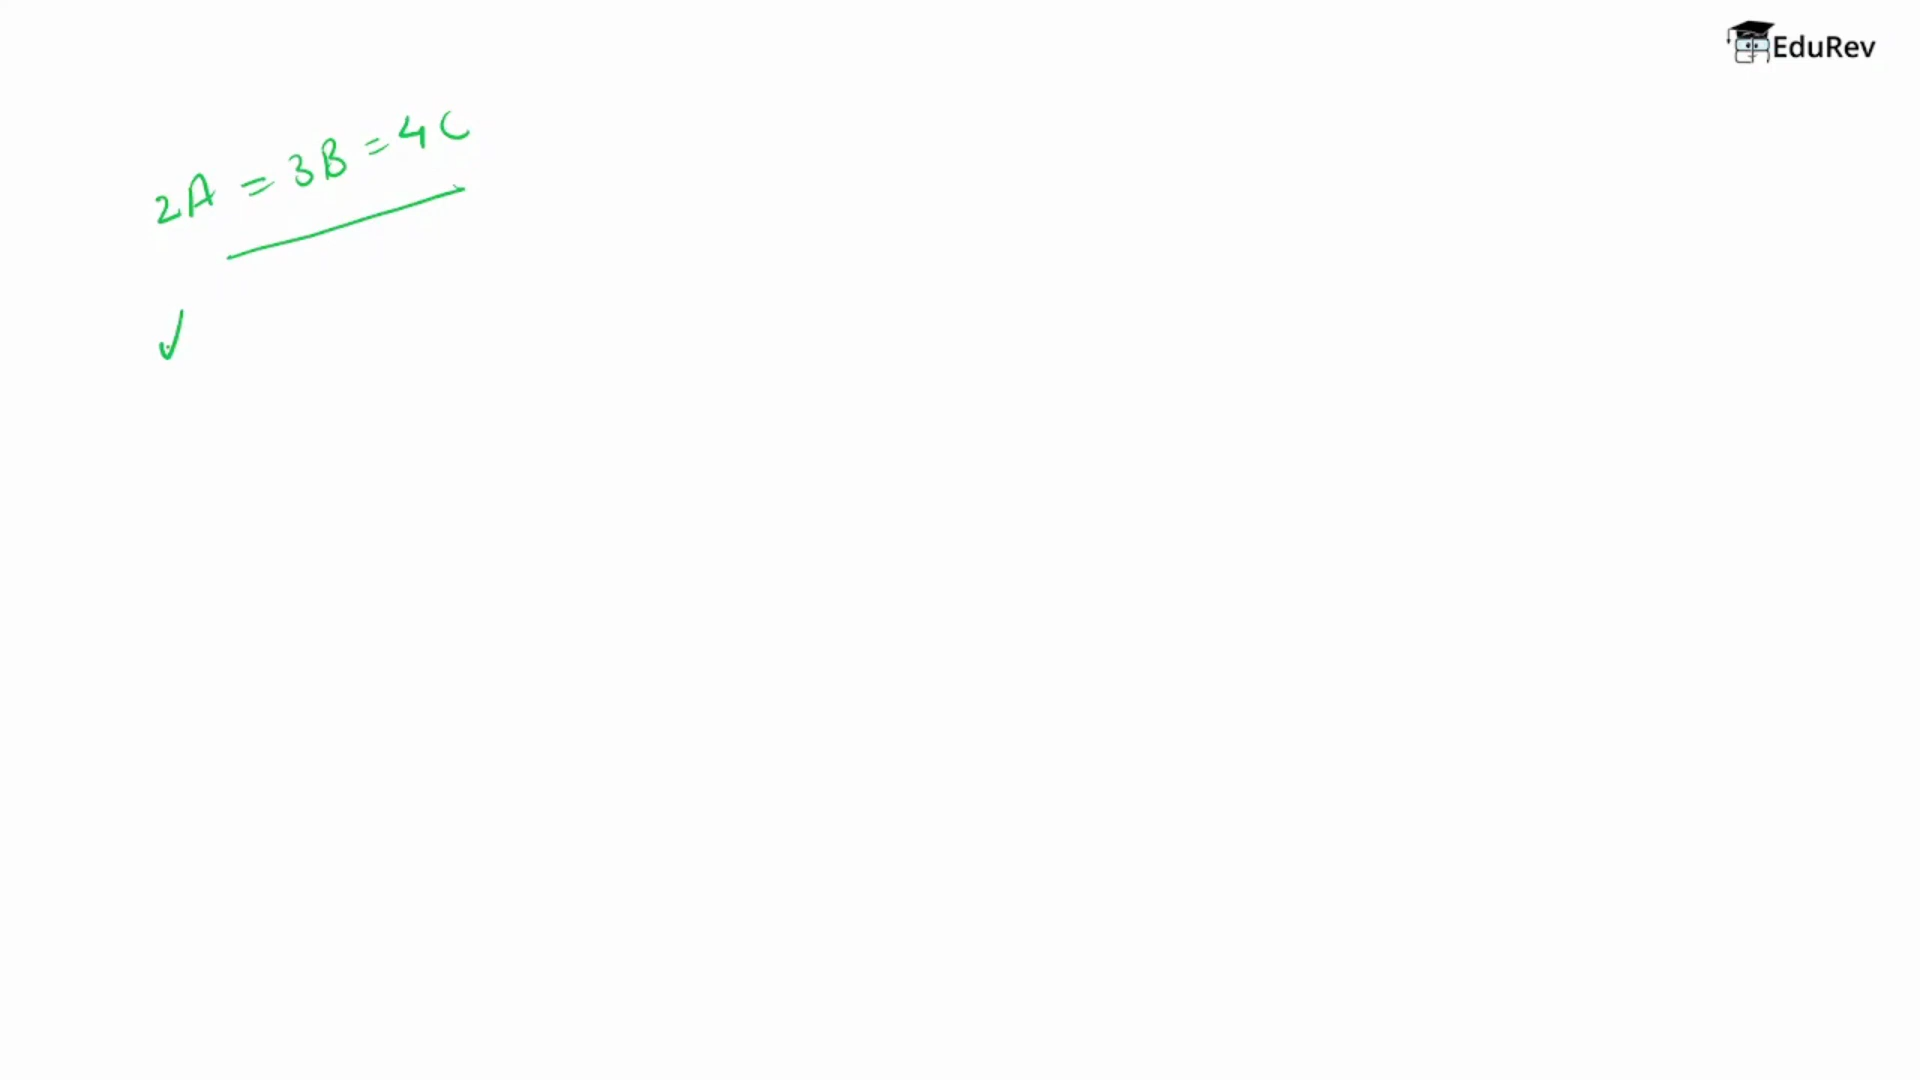 EduRev
2A = 3B = 4C